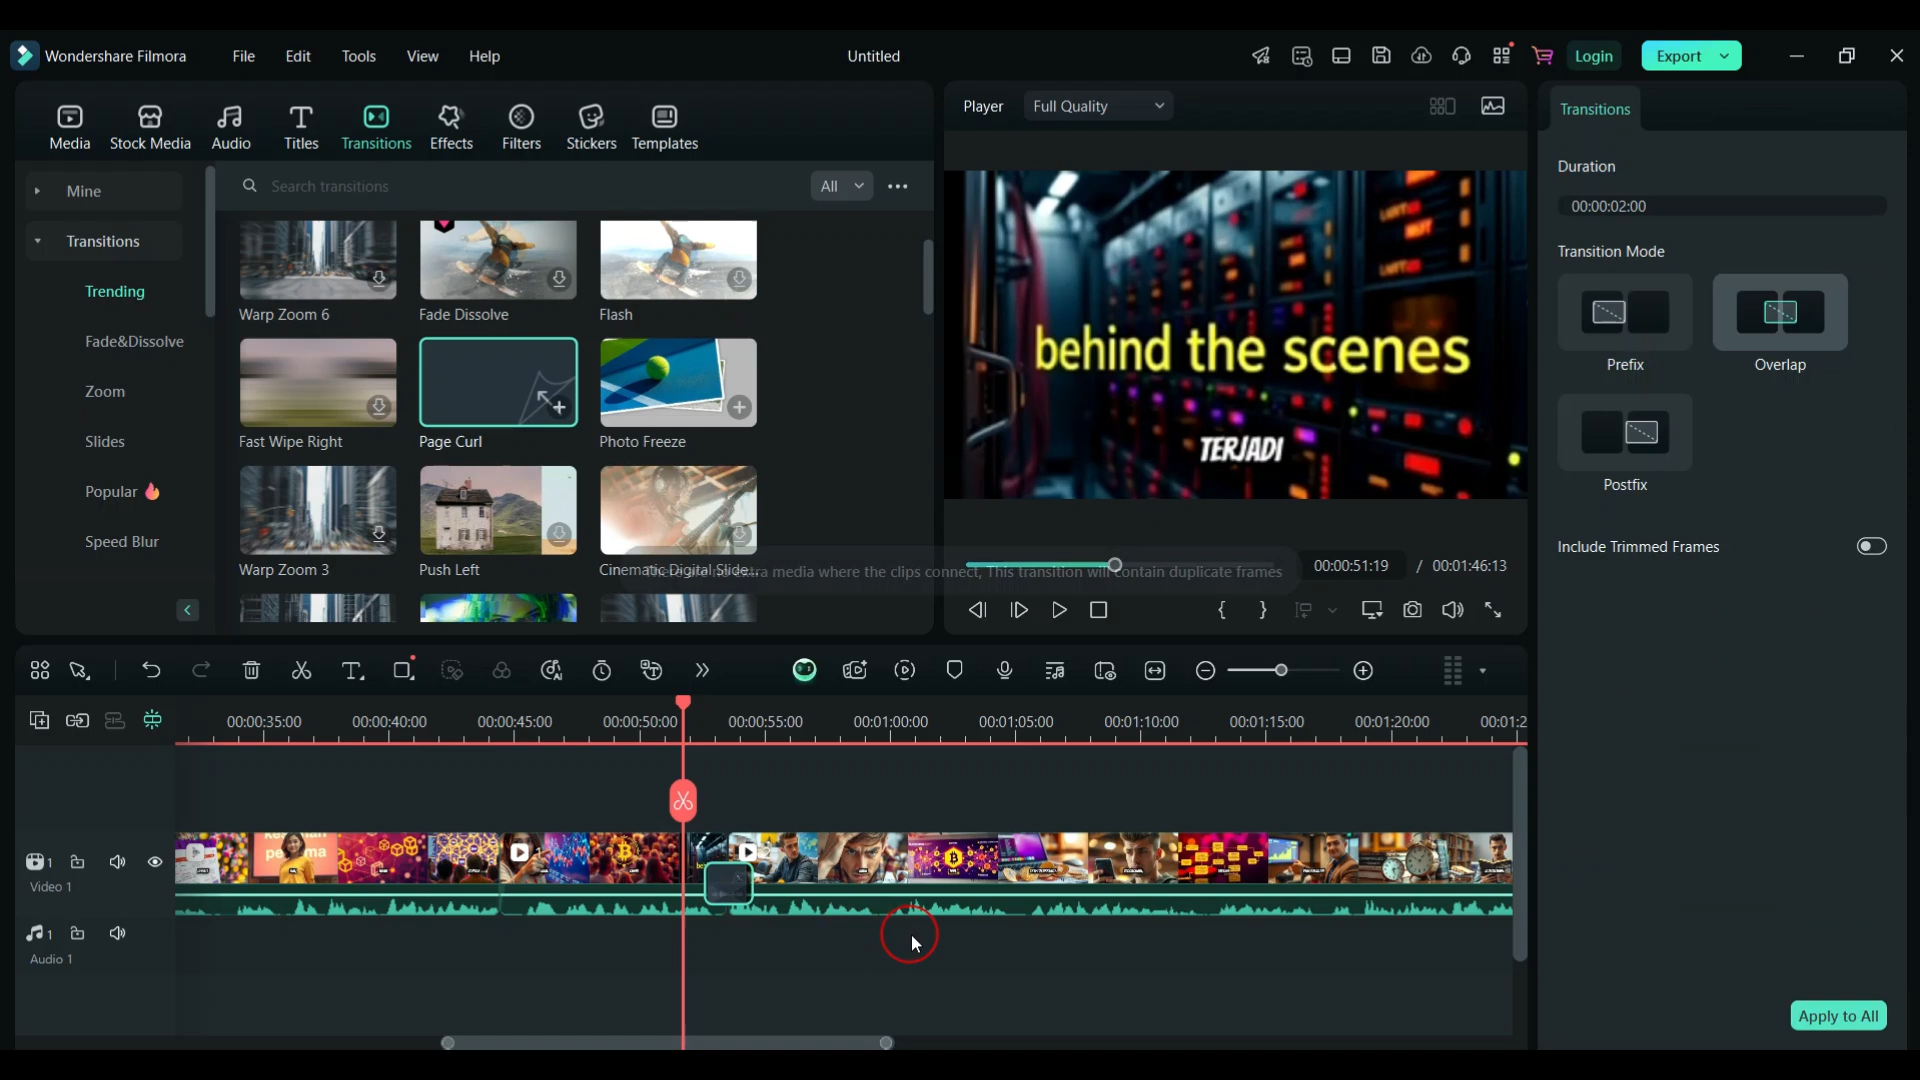 Wondershare Filmora
File
Edit
Tools
View
Help
Untitled
Login
Export
Media
Stock Media
Audio
Titles
Transitions
Effects
Filters
Stickers
Templates
Player
Full Quality
Transitions
Mine
Transitions
Trending
Fade&Dissolve
Zoom
Slides
Popular
Speed Blur
Search transitions
All
Warp Zoom 6
Fade Dissolve
Flash
Fast Wipe Right
Page Curl
Photo Freeze
Warp Zoom 3
Push Left
Cinematic Digital Slide...
extra media where the clips connect, This transition will contain duplicate frames
behind the scenes
TERJADI
00:00:51:19 / 00:01:46:13
Duration
00:00:02:00
Transition Mode
Prefix
Overlap
Postfix
Include Trimmed Frames
00:00:35:00
00:00:40:00
00:00:45:00
00:00:50:00
00:00:55:00
00:01:00:00
00:01:05:00
00:01:10:00
00:01:15:00
00:01:20:00
00:01:2
1
Video 1
1
Audio 1
Apply to All